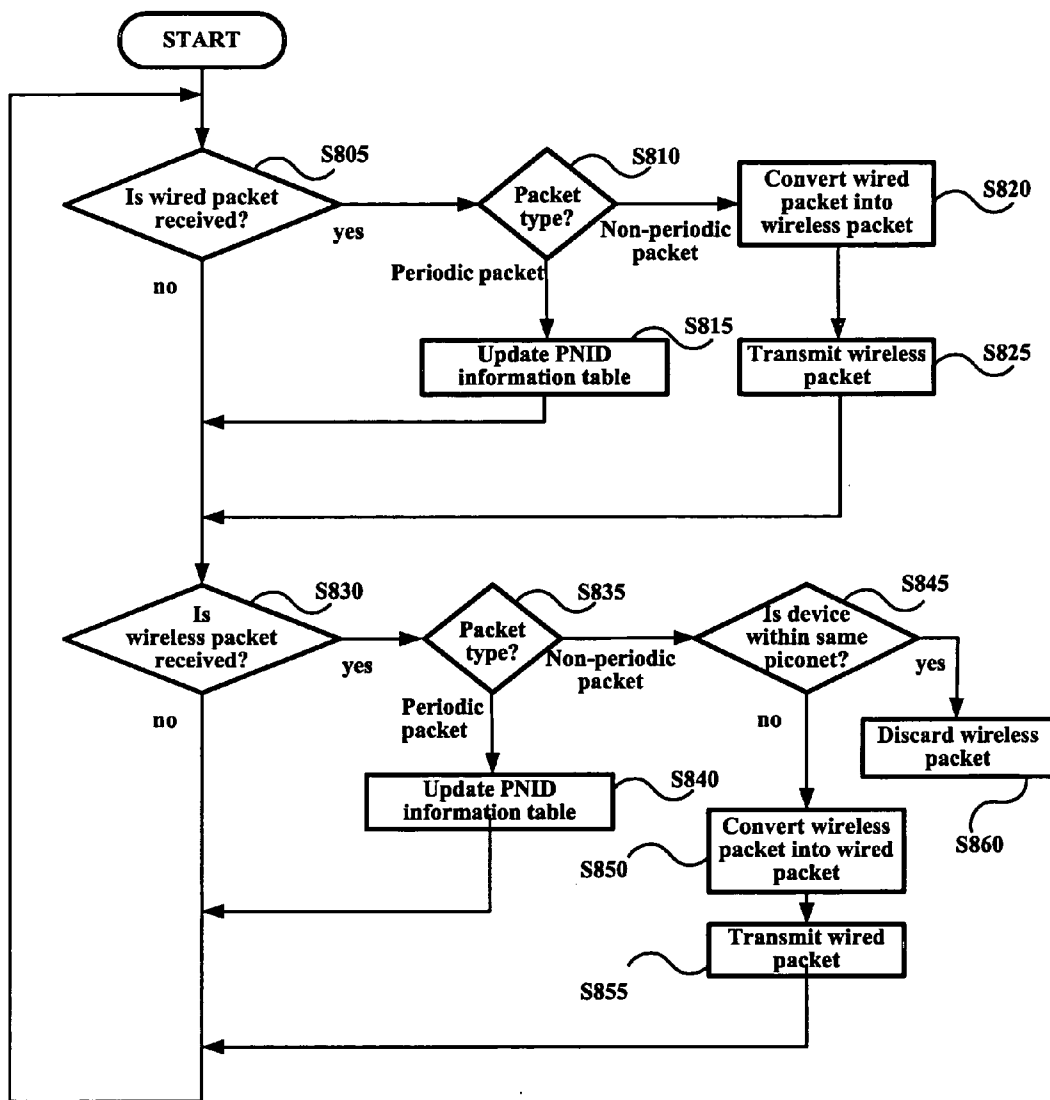 START
S805
Is wired packet
received?
yes
no
S810
Packet
type?
Non-periodic
packet
Periodic packet
Convert wired
packet into
wireless packet
S820
S815
Update PNID
information table
Transmit wireless
packet
S825
S830
Is
wireless packet
received?
yes
no
S835
Packet
type?
Non-periodic
packet
Periodic
packet
S845
Is device
within same
piconet?
yes
no
Discard wireless
packet
S860
Update PNID
information table
S840
Convert wireless
packet into wired
packet
S850
Transmit wired
packet
S855